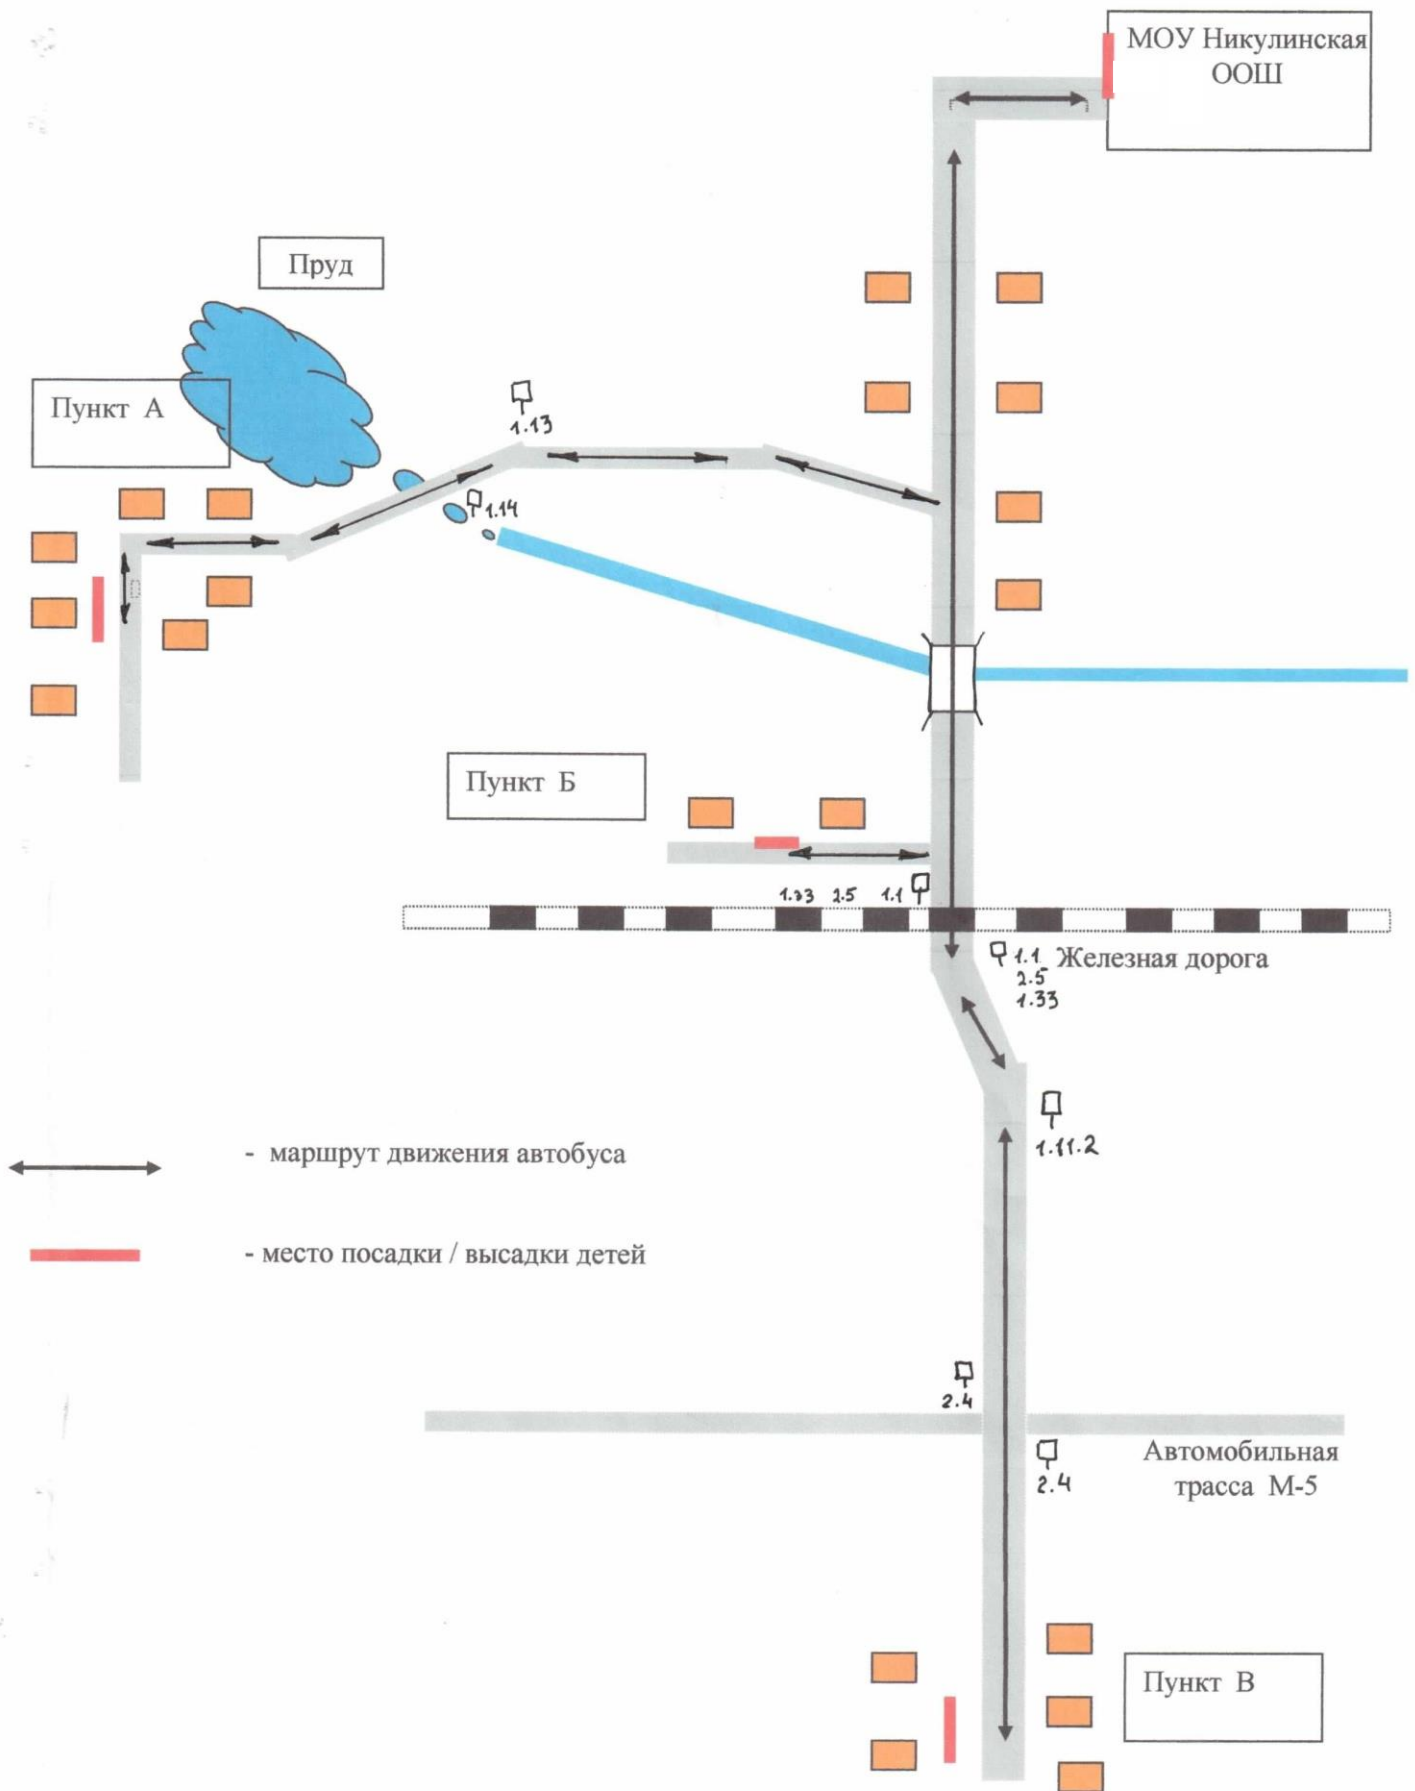 МОУ Никулинская
ООШ
Пруд
Пункт А
1.13
1.14
Пункт Б
1.33 2.5 1.1
1.1 Железная дорога
2.5
1.33
1.11.2
- маршрут движения автобуса
- место посадки / высадки детей
2.4
2.4
Автомобильная
трасса М-5
Пункт В